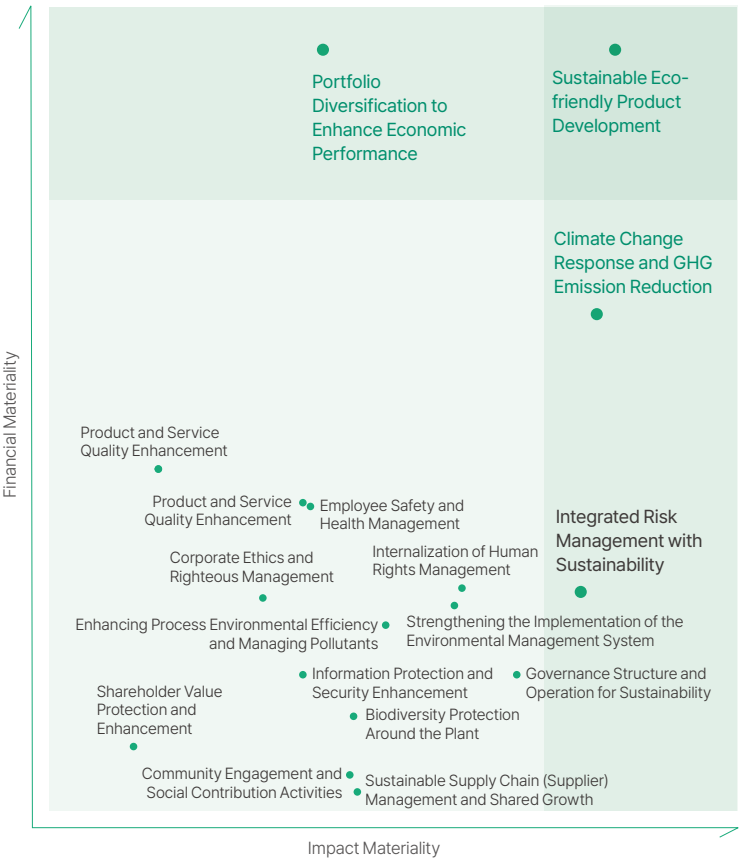 Portfolio
Diversification to
Enhance Economic
Performance
Sustainable Eco-
friendly Product
Development
Climate Change
Response and GHG
Emission Reduction
Financial Materiality
Product and Service
Quality Enhancement
Product and Service
Quality Enhancement
Employee Safety and
Health Management
Integrated Risk
Management with
Sustainability
Corporate Ethics and
Righteous Management
Internalization of Human
Rights Management
Enhancing Process Environmental Efficiency
and Managing Pollutants
Strengthening the Implementation of the
Environmental Management System
Information Protection and
Security Enhancement
Governance Structure and
Operation for Sustainability
Shareholder Value
Protection and
Enhancement
Biodiversity Protection
Around the Plant
Community Engagement and
Social Contribution Activities
Sustainable Supply Chain (Supplier)
Management and Shared Growth
Impact Materiality